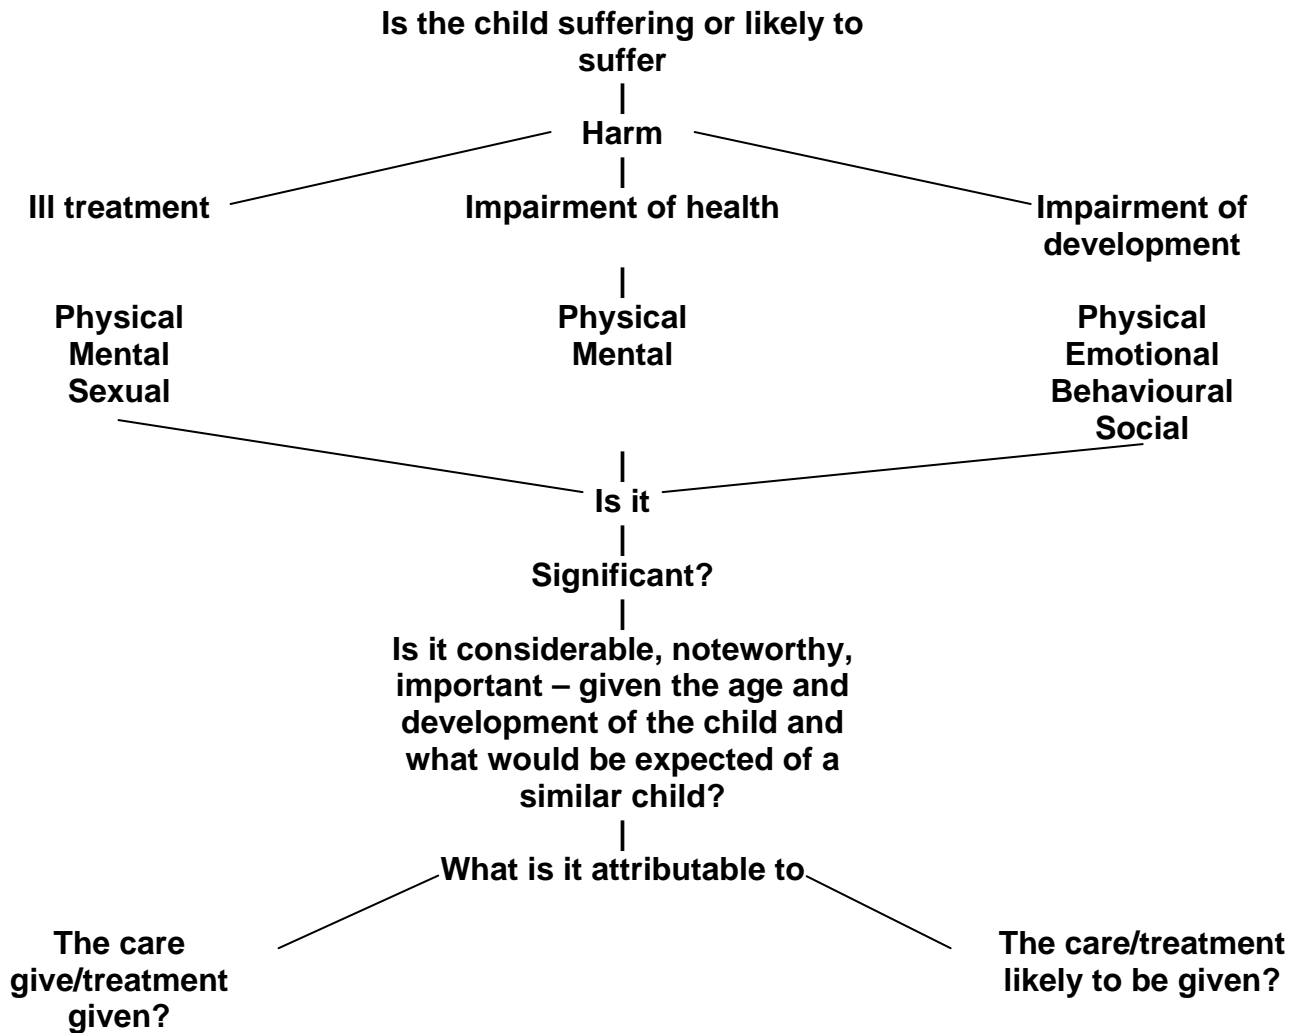 Is the child suffering or likely to
suffer
Harm
Ill treatment
Impairment of health
Impairment of
development
Physical
Mental
Sexual
Physical
Mental
Physical
Emotional
Behavioural
Social
Is it
Significant?
Is it considerable, noteworthy,
important – given the age and
development of the child and
what would be expected of a
similar child?
What is it attributable to
The care
give/treatment
given?
The care/treatment
likely to be given?